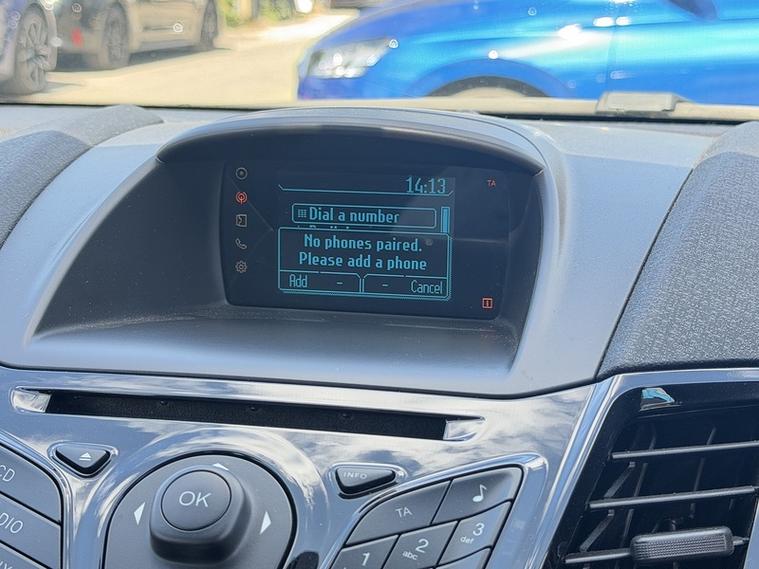 14:13
TA
Dial a number
No phones paired.
Please add a phone
Add - - Cancel
i
CD
OK
INFO
TA
1
abc 2
def 3